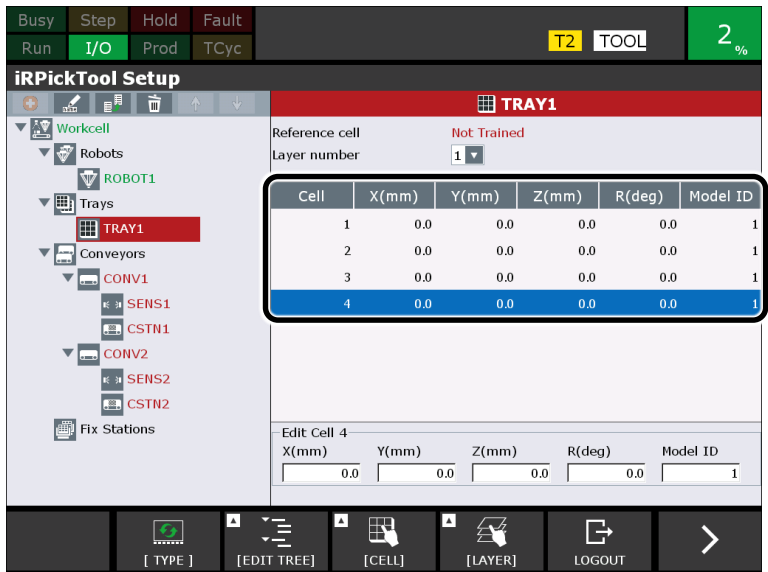 Busy Step Hold Fault
Run I/O Prod TCyc T2 TOOL 2 %
iRPickTool Setup
TRAY1
Workcell
Reference cell Not Trained
Robots
Layer number 1
ROBOT1
Trays
Cell X(mm) Y(mm) Z(mm) R(deg) Model ID
TRAY1
1 0.0 0.0 0.0 0.0 1
Conveyors
2 0.0 0.0 0.0 0.0 1
CONV1
3 0.0 0.0 0.0 0.0 1
SENS1
4 0.0 0.0 0.0 0.0 1
CSTN1
CONV2
SENS2
CSTN2
Fix Stations
Edit Cell 4
X(mm) Y(mm) Z(mm) R(deg) Model ID
0.0 0.0 0.0 0.0 1
[ TYPE ] [EDIT TREE] [CELL] [LAYER] LOGOUT